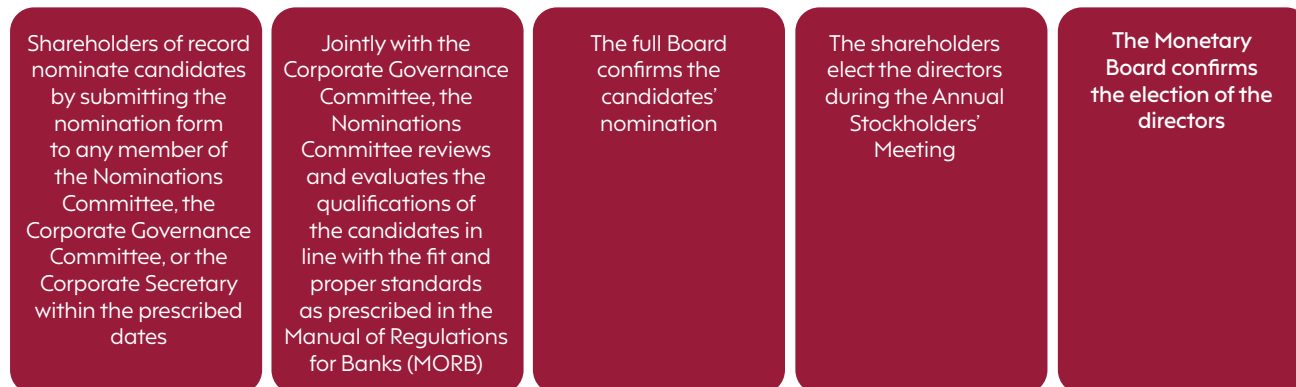 Shareholders of record
nominate candidates
by submitting the
nomination form
to any member of
the Nominations
Committee, the
Corporate Governance
Committee, or the
Corporate Secretary
within the prescribed
dates
Jointly with the
Corporate Governance
Committee, the
Nominations
Committee reviews
and evaluates the
qualifications of
the candidates in
line with the fit and
proper standards
as prescribed in the
Manual of Regulations
for Banks (MORB)
The full Board
confirms the
candidates’
nomination
The shareholders
elect the directors
during the Annual
Stockholders’
Meeting
The Monetary
Board confirms
the election of the
directors